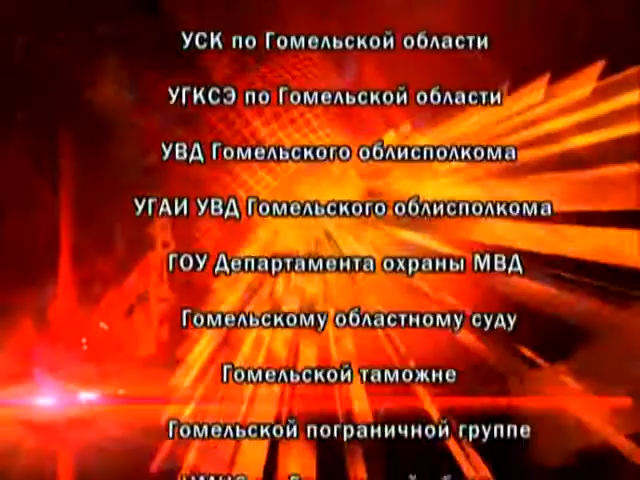 УСК по Гомельской области
УГКСЭ по Гомельской области
УВД Гомельского облисполкома
УГАИ УВД Гомельского облисполкома
ГОУ Департамента охраны МВД
Гомельскому областному суду
Гомельской таможне
Гомельской пограничной группе